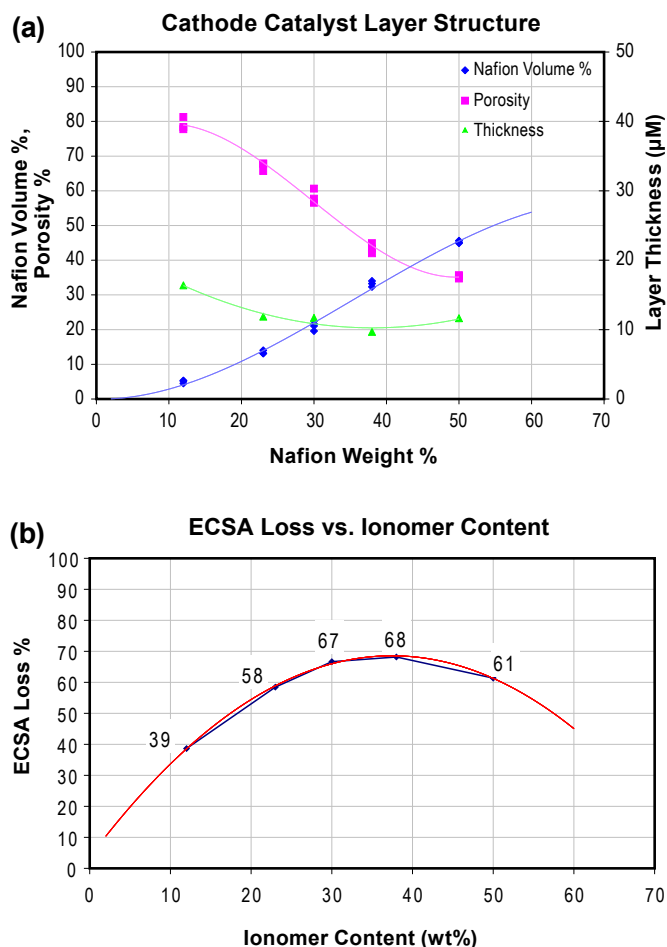 (a)
Cathode Catalyst Layer Structure
Nafion Volume %
Porosity
Thickness
100
90
80
70
60
50
40
30
20
10
0
Nafion Volume %,
Porosity %
50
40
30
20
10
0
Layer Thickness (µM)
0 10 20 30 40 50 60 70
Nafion Weight %
(b)
ECSA Loss vs. Ionomer Content
100
90
80
70
60
50
40
30
20
10
0
ECSA Loss %
39
58
67
68
61
0 10 20 30 40 50 60 70
Ionomer Content (wt%)